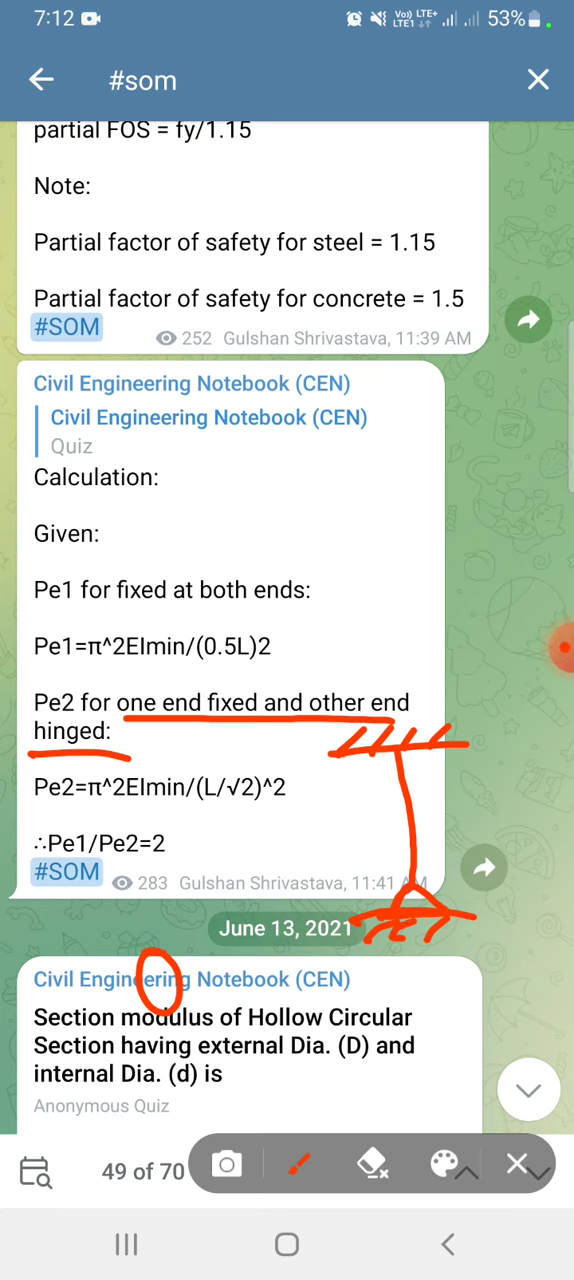 7:12
Vo)) LTE+
LTE1
53%
#som
partial FOS = fy/1.15
Note:
Partial factor of safety for steel = 1.15
Partial factor of safety for concrete = 1.5
#SOM
252 Gulshan Shrivastava, 11:39 AM
Civil Engineering Notebook (CEN)
Civil Engineering Notebook (CEN)
Quiz
Calculation:
Given:
Pe1 for fixed at both ends:
Pe1=π^2EImin/(0.5L)2
Pe2 for one end fixed and other end
hinged:
Pe2=π^2EImin/(L/√2)^2
∴Pe1/Pe2=2
#SOM
283 Gulshan Shrivastava, 11:41 AM
June 13, 2021
Civil Engineering Notebook (CEN)
Section modulus of Hollow Circular
Section having external Dia. (D) and
internal Dia. (d) is
Anonymous Quiz
49 of 70